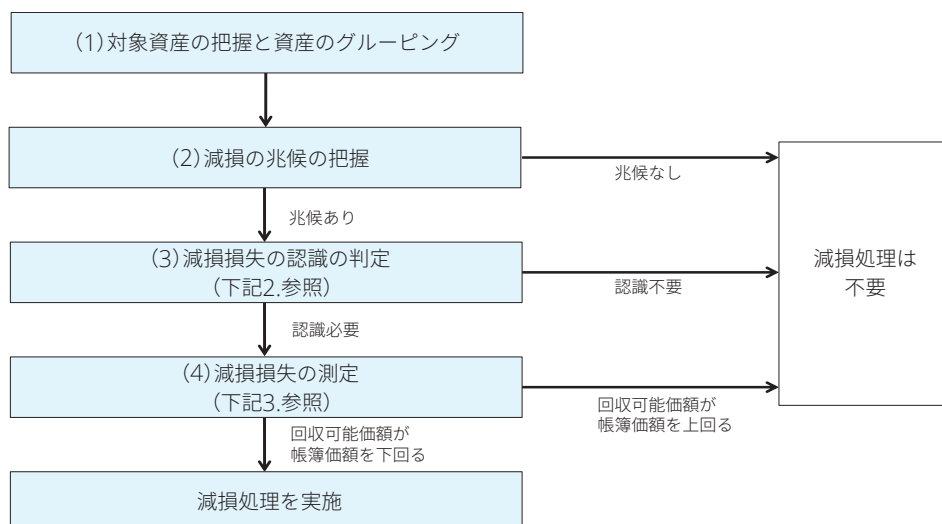 (1)対象資産の把握と資産のグルーピング
(2)減損の兆候の把握
兆候なし
兆候あり
(3)減損損失の認識の判定
(下記2.参照)
認識不要
減損処理は
不要
認識必要
(4)減損損失の測定
(下記3.参照)
回収可能価額が
帳簿価額を上回る
回収可能価額が
帳簿価額を下回る
減損処理を実施